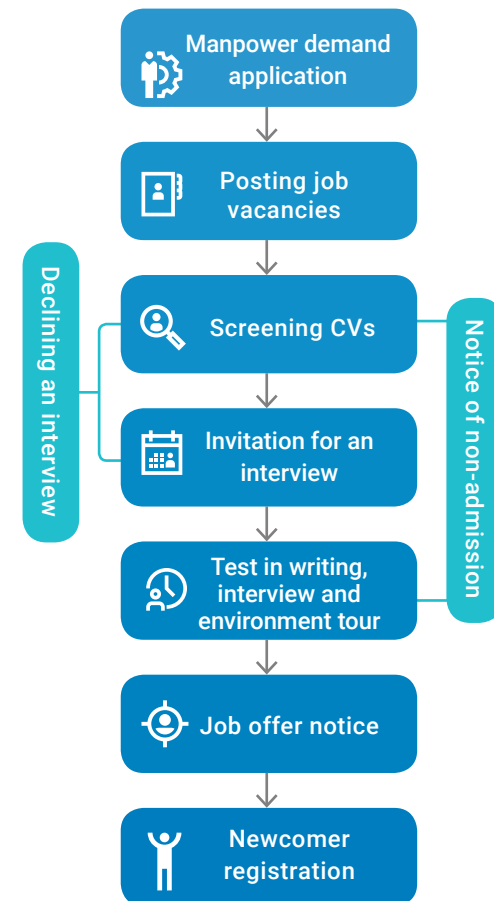 Manpower demand
application
Posting job
vacancies
Declining an interview
Screening CVs
Notice of non-admission
Invitation for an
interview
Test in writing,
interview and
environment tour
Job offer notice
Newcomer
registration